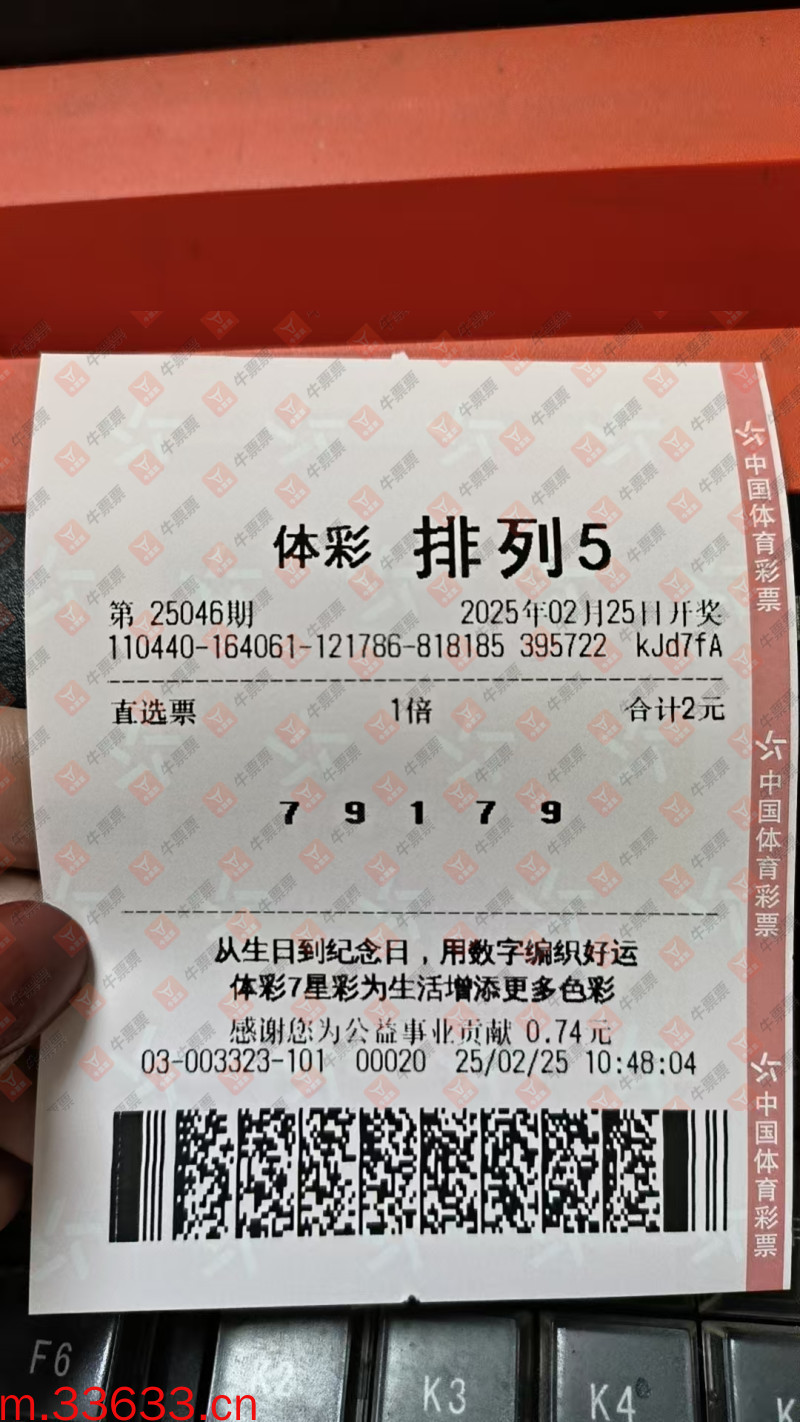 体彩 排列5
第 25046期 2025年02月25日开奖
110440-164061-121786-818185 395722 kJd7fA
直选票 1倍 合计2元
7 9 1 7 9
从生日到纪念日，用数字编织好运
体彩7星彩为生活增添更多色彩
感谢您为公益事业贡献 0.74元
03-003323-101 00020 25/02/25 10:48:04
中国体育彩票
中国体育彩票
中国体育彩票
牛票票
F6 K2 K3 K4
m.33633.cn